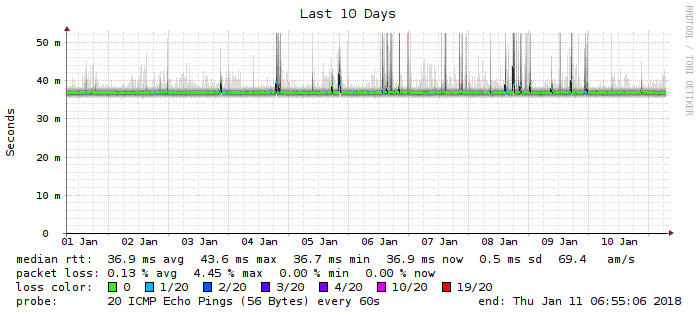 Last 10 Days
RRDTOOL / TOBI OETIKER
Seconds
50 m
40 m
30 m
20 m
10 m
0
01 Jan 02 Jan 03 Jan 04 Jan 05 Jan 06 Jan 07 Jan 08 Jan 09 Jan 10 Jan
median rtt: 36.9 ms avg 43.6 ms max 36.7 ms min 36.9 ms now 0.5 ms sd 69.4 am/s
packet loss: 0.13 % avg 4.45 % max 0.00 % min 0.00 % now
loss color: 0 1/20 2/20 3/20 4/20 10/20 19/20
probe: 20 ICMP Echo Pings (56 Bytes) every 60s end: Thu Jan 11 06:55:06 2018